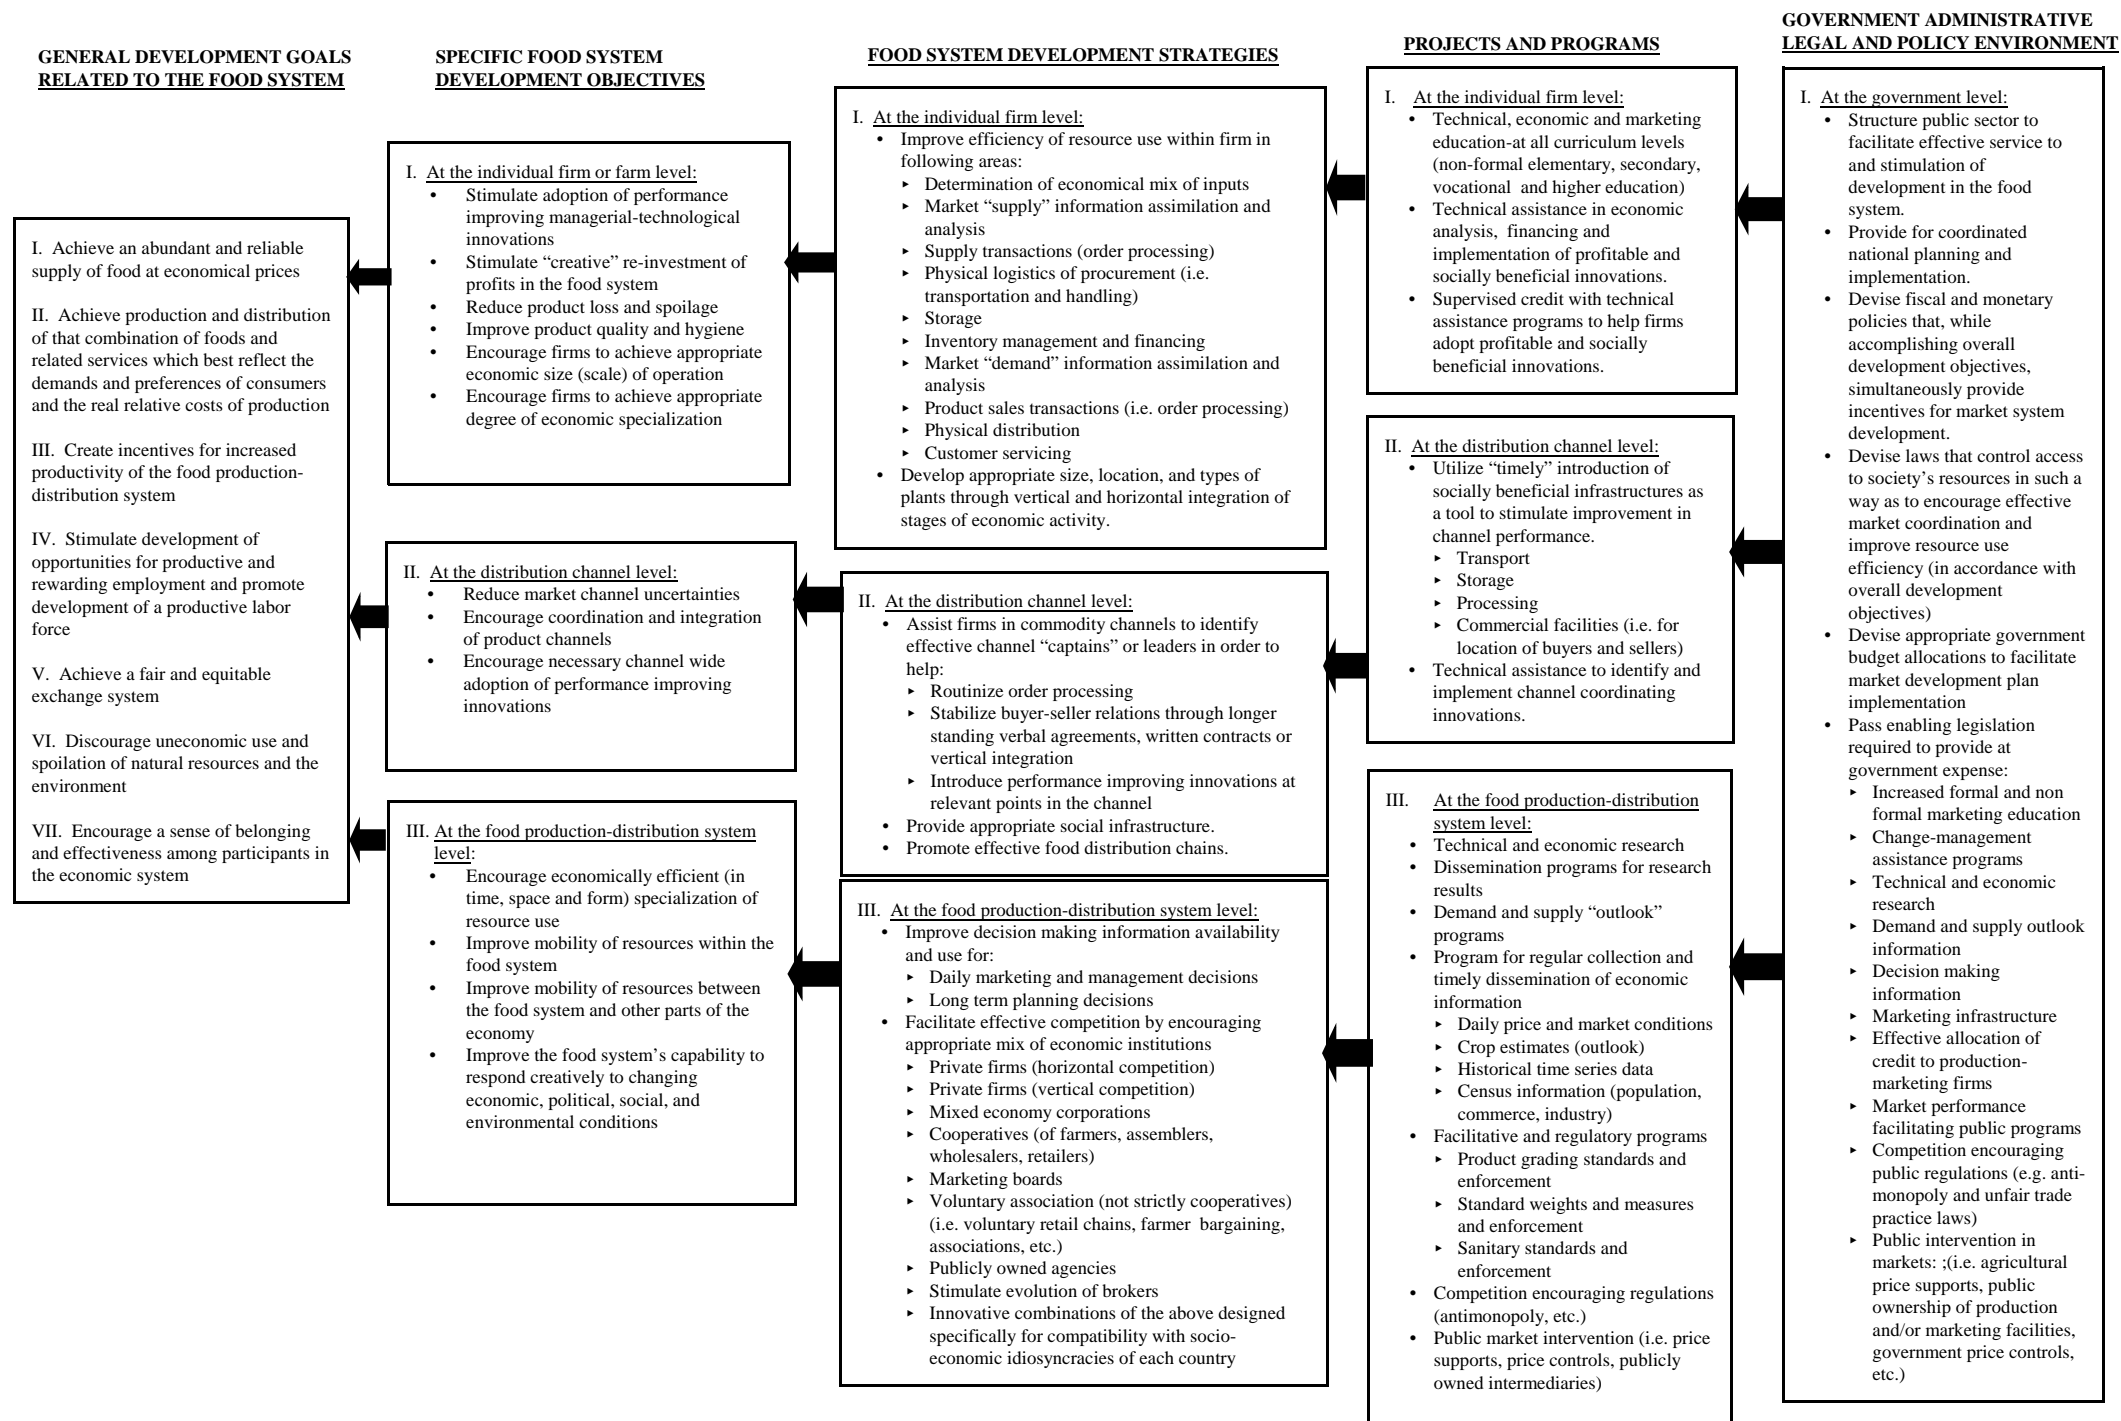 GENERAL DEVELOPMENT GOALS
RELATED TO THE FOOD SYSTEM
I. Achieve an abundant and reliable
supply of food at economical prices
II. Achieve production and distribution
of that combination of foods and
related services which best reflect the
demands and preferences of consumers
and the real relative costs of production
III. Create incentives for increased
productivity of the food production-
distribution system
IV. Stimulate development of
opportunities for productive and
rewarding employment and promote
development of a productive labor
force
V. Achieve a fair and equitable
exchange system
VI. Discourage uneconomic use and
spoilation of natural resources and the
environment
VII. Encourage a sense of belonging
and effectiveness among participants in
the economic system
SPECIFIC FOOD SYSTEM
DEVELOPMENT OBJECTIVES
I. At the individual firm or farm level:
• Stimulate adoption of performance
improving managerial-technological
innovations
• Stimulate “creative” re-investment of
profits in the food system
• Reduce product loss and spoilage
• Improve product quality and hygiene
• Encourage firms to achieve appropriate
economic size (scale) of operation
• Encourage firms to achieve appropriate
degree of economic specialization
II. At the distribution channel level:
• Reduce market channel uncertainties
• Encourage coordination and integration
of product channels
• Encourage necessary channel wide
adoption of performance improving
innovations
III. At the food production-distribution system
level:
• Encourage economically efficient (in
time, space and form) specialization of
resource use
• Improve mobility of resources within the
food system
• Improve mobility of resources between
the food system and other parts of the
economy
• Improve the food system’s capability to
respond creatively to changing
economic, political, social, and
environmental conditions
FOOD SYSTEM DEVELOPMENT STRATEGIES
I. At the individual firm level:
• Improve efficiency of resource use within firm in
following areas:
▸ Determination of economical mix of inputs
▸ Market “supply” information assimilation and
analysis
▸ Supply transactions (order processing)
▸ Physical logistics of procurement (i.e.
transportation and handling)
▸ Storage
▸ Inventory management and financing
▸ Market “demand” information assimilation and
analysis
▸ Product sales transactions (i.e. order processing)
▸ Physical distribution
▸ Customer servicing
• Develop appropriate size, location, and types of
plants through vertical and horizontal integration of
stages of economic activity.
II. At the distribution channel level:
• Assist firms in commodity channels to identify
effective channel “captains” or leaders in order to
help:
▸ Routinize order processing
▸ Stabilize buyer-seller relations through longer
standing verbal agreements, written contracts or
vertical integration
▸ Introduce performance improving innovations at
relevant points in the channel
• Provide appropriate social infrastructure.
• Promote effective food distribution chains.
III. At the food production-distribution system level:
• Improve decision making information availability
and use for:
▸ Daily marketing and management decisions
▸ Long term planning decisions
• Facilitate effective competition by encouraging
appropriate mix of economic institutions
▸ Private firms (horizontal competition)
▸ Private firms (vertical competition)
▸ Mixed economy corporations
▸ Cooperatives (of farmers, assemblers,
wholesalers, retailers)
▸ Marketing boards
▸ Voluntary association (not strictly cooperatives)
(i.e. voluntary retail chains, farmer bargaining,
associations, etc.)
▸ Publicly owned agencies
▸ Stimulate evolution of brokers
▸ Innovative combinations of the above designed
specifically for compatibility with socio-
economic idiosyncracies of each country
PROJECTS AND PROGRAMS
I. At the individual firm level:
• Technical, economic and marketing
education-at all curriculum levels
(non-formal elementary, secondary,
vocational and higher education)
• Technical assistance in economic
analysis, financing and
implementation of profitable and
socially beneficial innovations.
• Supervised credit with technical
assistance programs to help firms
adopt profitable and socially
beneficial innovations.
II. At the distribution channel level:
• Utilize “timely” introduction of
socially beneficial infrastructures as
a tool to stimulate improvement in
channel performance.
▸ Transport
▸ Storage
▸ Processing
▸ Commercial facilities (i.e. for
location of buyers and sellers)
• Technical assistance to identify and
implement channel coordinating
innovations.
III. At the food production-distribution
system level:
• Technical and economic research
• Dissemination programs for research
results
• Demand and supply “outlook”
programs
• Program for regular collection and
timely dissemination of economic
information
▸ Daily price and market conditions
▸ Crop estimates (outlook)
▸ Historical time series data
▸ Census information (population,
commerce, industry)
• Facilitative and regulatory programs
▸ Product grading standards and
enforcement
▸ Standard weights and measures
and enforcement
▸ Sanitary standards and
enforcement
• Competition encouraging regulations
(antimonopoly, etc.)
• Public market intervention (i.e. price
supports, price controls, publicly
owned intermediaries)
GOVERNMENT ADMINISTRATIVE
LEGAL AND POLICY ENVIRONMENT
I. At the government level:
• Structure public sector to
facilitate effective service to
and stimulation of
development in the food
system.
• Provide for coordinated
national planning and
implementation.
• Devise fiscal and monetary
policies that, while
accomplishing overall
development objectives,
simultaneously provide
incentives for market system
development.
• Devise laws that control access
to society’s resources in such a
way as to encourage effective
market coordination and
improve resource use
efficiency (in accordance with
overall development
objectives)
• Devise appropriate government
budget allocations to facilitate
market development plan
implementation
• Pass enabling legislation
required to provide at
government expense:
▸ Increased formal and non
formal marketing education
▸ Change-management
assistance programs
▸ Technical and economic
research
▸ Demand and supply outlook
information
▸ Decision making
information
▸ Marketing infrastructure
▸ Effective allocation of
credit to production-
marketing firms
▸ Market performance
facilitating public programs
▸ Competition encouraging
public regulations (e.g. anti-
monopoly and unfair trade
practice laws)
▸ Public intervention in
markets: ;(i.e. agricultural
price supports, public
ownership of production
and/or marketing facilities,
government price controls,
etc.)